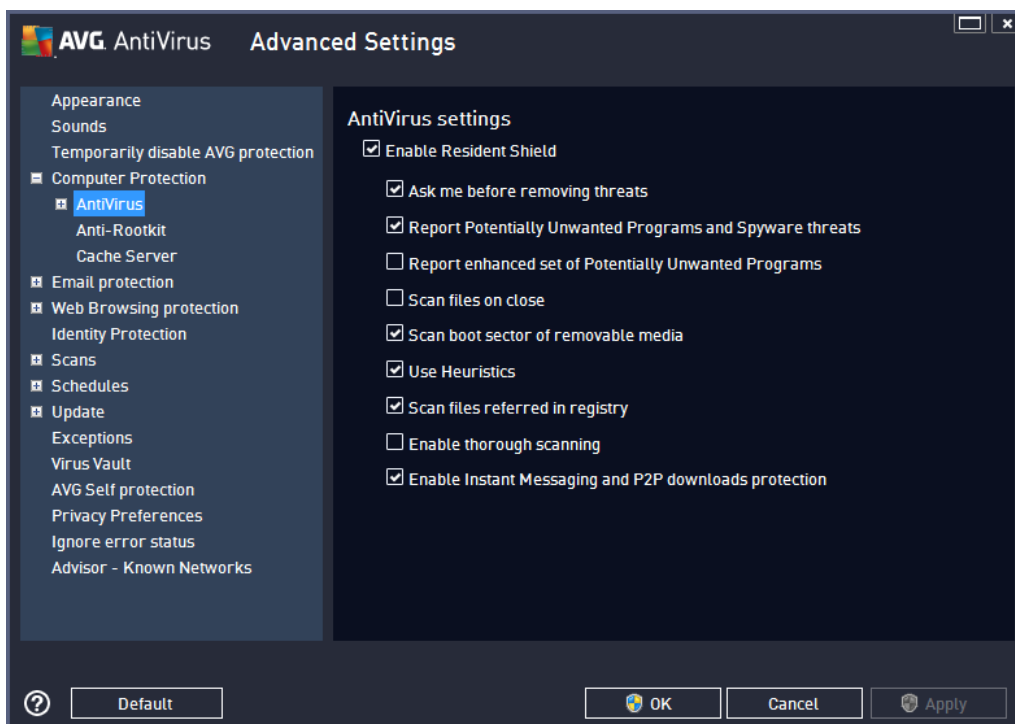 AVG. AntiVirus Advanced Settings
Appearance
Sounds
Temporarily disable AVG protection
Computer Protection
AntiVirus
Anti-Rootkit
Cache Server
Email protection
Web Browsing protection
Identity Protection
Scans
Schedules
Update
Exceptions
Virus Vault
AVG Self protection
Privacy Preferences
Ignore error status
Advisor - Known Networks
AntiVirus settings
Enable Resident Shield
Ask me before removing threats
Report Potentially Unwanted Programs and Spyware threats
Report enhanced set of Potentially Unwanted Programs
Scan files on close
Scan boot sector of removable media
Use Heuristics
Scan files referred in registry
Enable thorough scanning
Enable Instant Messaging and P2P downloads protection
? Default OK Cancel Apply